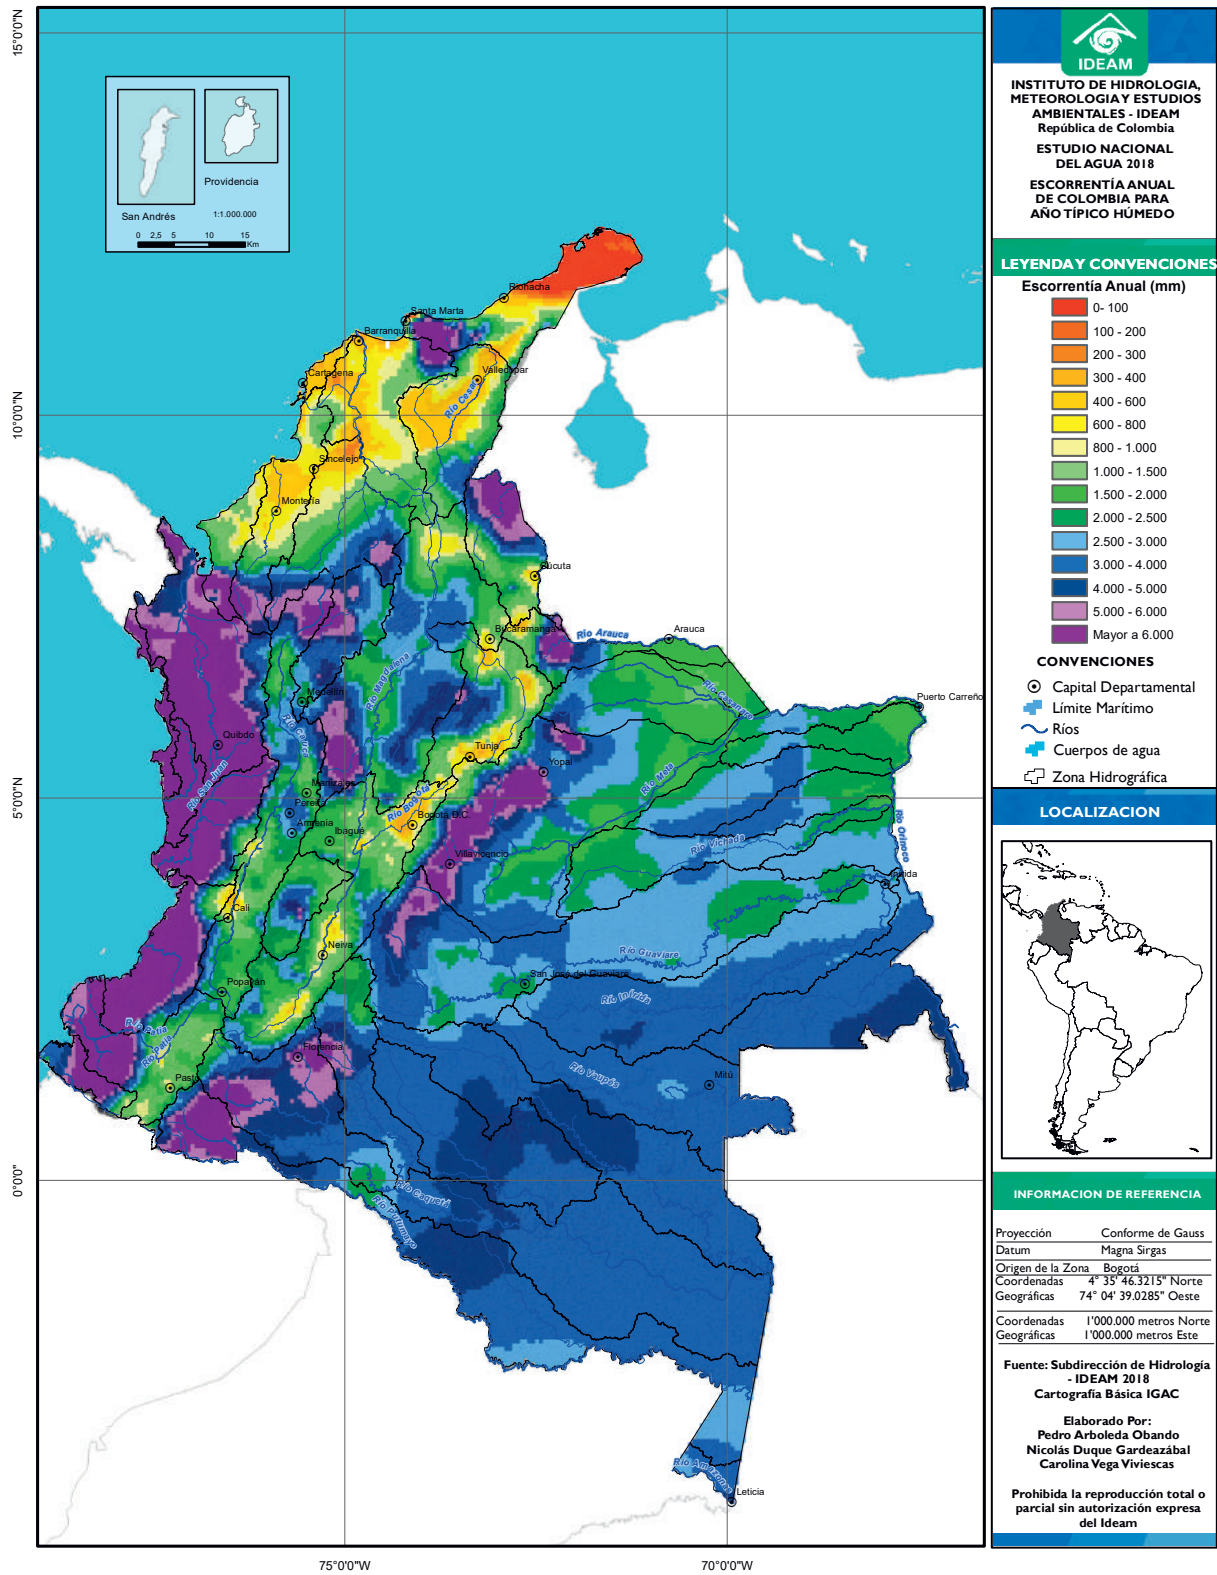 15°0'0"N
10°0'0"N
5°0'0"N
0°0'0"
75°0'0"W
70°0'0"W
San Andrés
Providencia
1:1.000.000
0 2,5 5 10 15
Km
Riohacha
Santa Marta
Barranquilla
Cartagena
Valledupar
Río Cesar
Sincelejo
Montería
Cúcuta
Bucaramanga
Río Arauca
Arauca
Río Magdalena
Medellín
Río Cauca
Río Casanare
Puerto Carreño
Quibdo
Tunja
Yopal
Río Meta
Río San Juan
Manizales
Pereira
Armenia
Ibagué
Río Bogotá
Bogotá D.C.
Villavicencio
Río Vichada
Río Orinoco
Inírida
Cali
Neiva
Río Guaviare
San José del Guaviare
Río Inírida
Popayán
Río Patía
Río Patía
Florencia
Pasto
Río Vaupés
Mitú
Río Caquetá
Río Putumayo
Río Amazonas
Leticia
IDEAM
INSTITUTO DE HIDROLOGIA,
METEOROLOGIA Y ESTUDIOS
AMBIENTALES - IDEAM
República de Colombia
ESTUDIO NACIONAL
DEL AGUA 2018
ESCORRENTÍA ANUAL
DE COLOMBIA PARA
AÑO TÍPICO HÚMEDO
LEYENDA Y CONVENCIONES
Escorrentía Anual (mm)
0- 100
100 - 200
200 - 300
300 - 400
400 - 600
600 - 800
800 - 1.000
1.000 - 1.500
1.500 - 2.000
2.000 - 2.500
2.500 - 3.000
3.000 - 4.000
4.000 - 5.000
5.000 - 6.000
Mayor a 6.000
CONVENCIONES
Capital Departamental
Límite Marítimo
Ríos
Cuerpos de agua
Zona Hidrográfica
LOCALIZACION
INFORMACION DE REFERENCIA
Proyección Conforme de Gauss
Datum Magna Sirgas
Origen de la Zona Bogotá
Coordenadas 4° 35' 46.3215" Norte
Geográficas 74° 04' 39.0285" Oeste
Coordenadas 1'000.000 metros Norte
Geográficas 1'000.000 metros Este
Fuente: Subdirección de Hidrología
- IDEAM 2018
Cartografía Básica IGAC
Elaborado Por:
Pedro Arboleda Obando
Nicolás Duque Gardeazábal
Carolina Vega Viviescas
Prohibida la reproducción total o
parcial sin autorización expresa
del Ideam